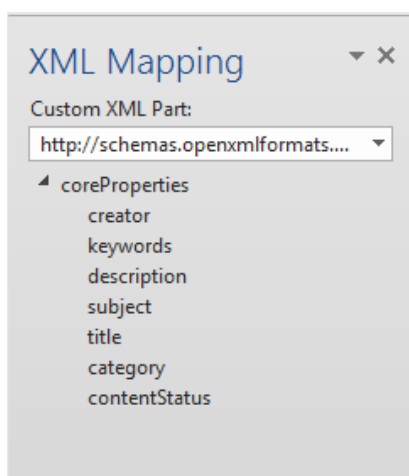 XML Mapping
Custom XML Part:
http://schemas.openxmlformats....
coreProperties
creator
keywords
description
subject
title
category
contentStatus